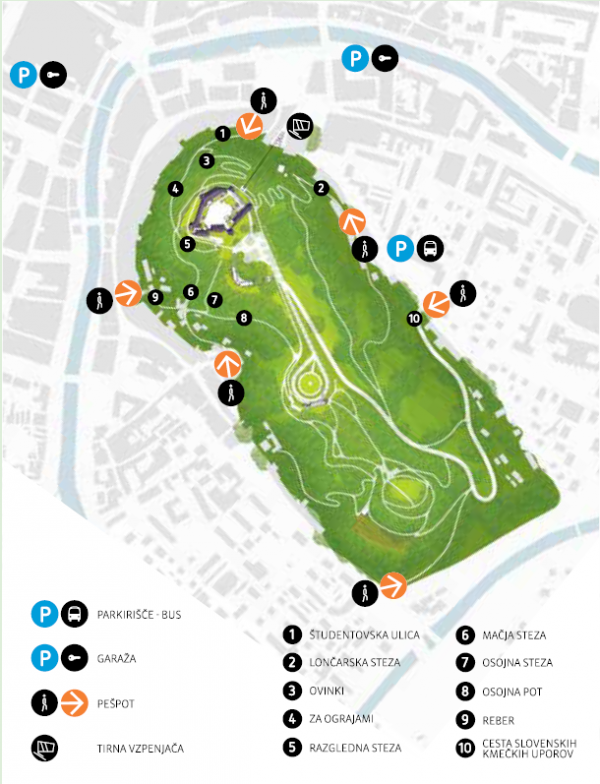 P
P
1
3
2
4
5
P
6
7
9
8
10
P PARKIRIŠČE - BUS
P GARAŽA
PEŠPOT
TIRNA VZPENJAČA
1 ŠTUDENTOVSKA ULICA
2 LONČARSKA STEZA
3 OVINKI
4 ZA OGRAJAMI
5 RAZGLEDNA STEZA
6 MAČJA STEZA
7 OSOJNA STEZA
8 OSOJNA POT
9 REBER
10 CESTA SLOVENSKIH
KMEČKIH UPOROV